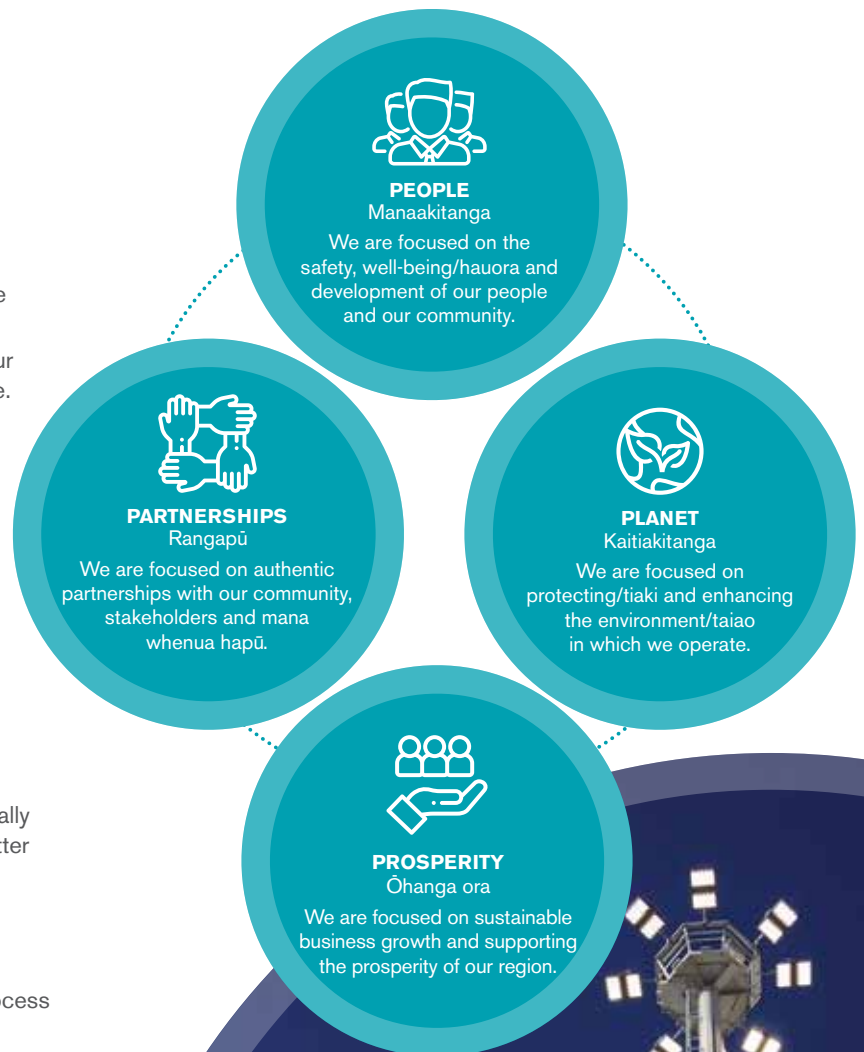 PEOPLE
Manaakitanga
We are focused on the
safety, well-being/hauora and
development of our people
and our community.
PARTNERSHIPS
Rangapū
We are focused on authentic
partnerships with our community,
stakeholders and mana
whenua hapū.
PLANET
Kaitiakitanga
We are focused on
protecting/tiaki and enhancing
the environment/taiao
in which we operate.
PROSPERITY
Ōhanga ora
We are focused on sustainable
business growth and supporting
the prosperity of our region.